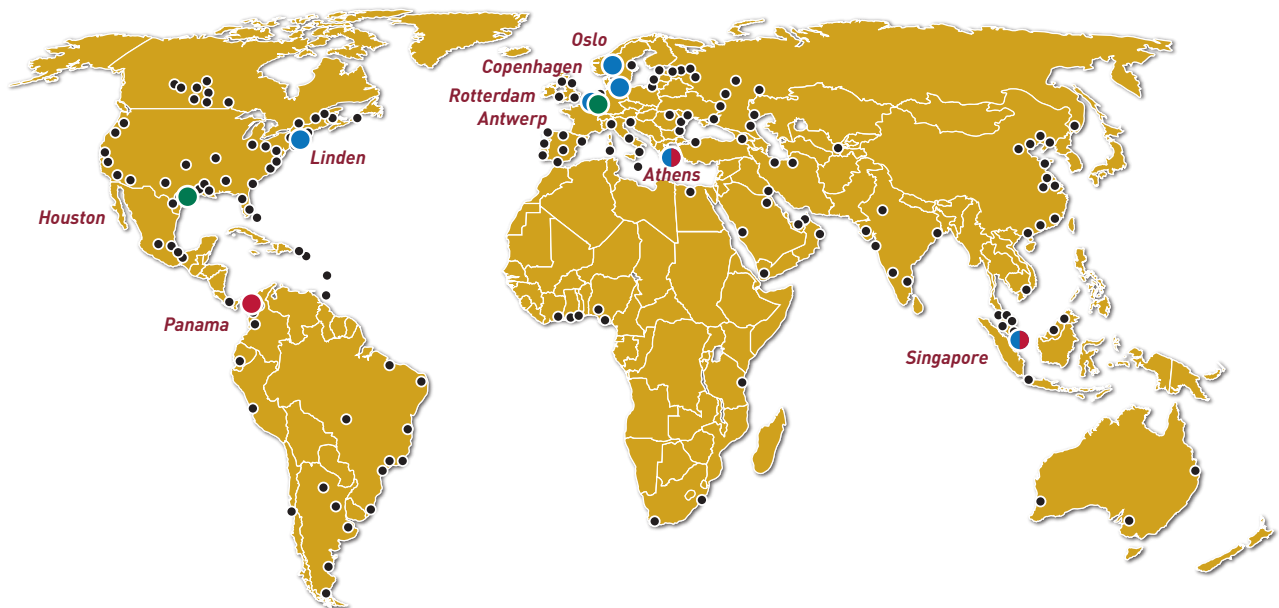 Oslo
Copenhagen
Rotterdam
Antwerp
Linden
Athens
Houston
Panama
Singapore